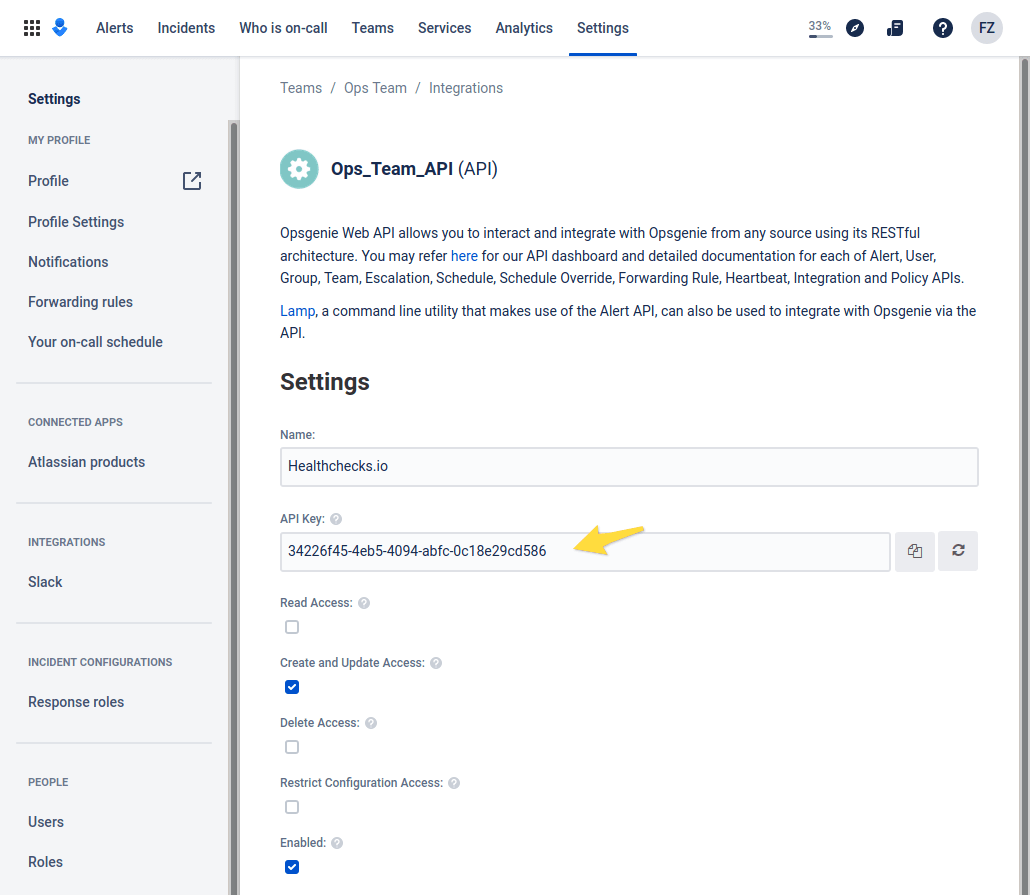 Alerts Incidents Who is on-call Teams Services Analytics Settings 33% ? FZ
Settings
MY PROFILE
Profile
Profile Settings
Notifications
Forwarding rules
Your on-call schedule
CONNECTED APPS
Atlassian products
INTEGRATIONS
Slack
INCIDENT CONFIGURATIONS
Response roles
PEOPLE
Users
Roles
Teams / Ops Team / Integrations
Ops_Team_API (API)
Opsgenie Web API allows you to interact and integrate with Opsgenie from any source using its RESTful
architecture. You may refer here for our API dashboard and detailed documentation for each of Alert, User,
Group, Team, Escalation, Schedule, Schedule Override, Forwarding Rule, Heartbeat, Integration and Policy APIs.
Lamp, a command line utility that makes use of the Alert API, can also be used to integrate with Opsgenie via the
API.
Settings
Name:
Healthchecks.io
API Key: ?
34226f45-4eb5-4094-abfc-0c18e29cd586
Read Access: ?
Create and Update Access: ?
Delete Access: ?
Restrict Configuration Access: ?
Enabled: ?